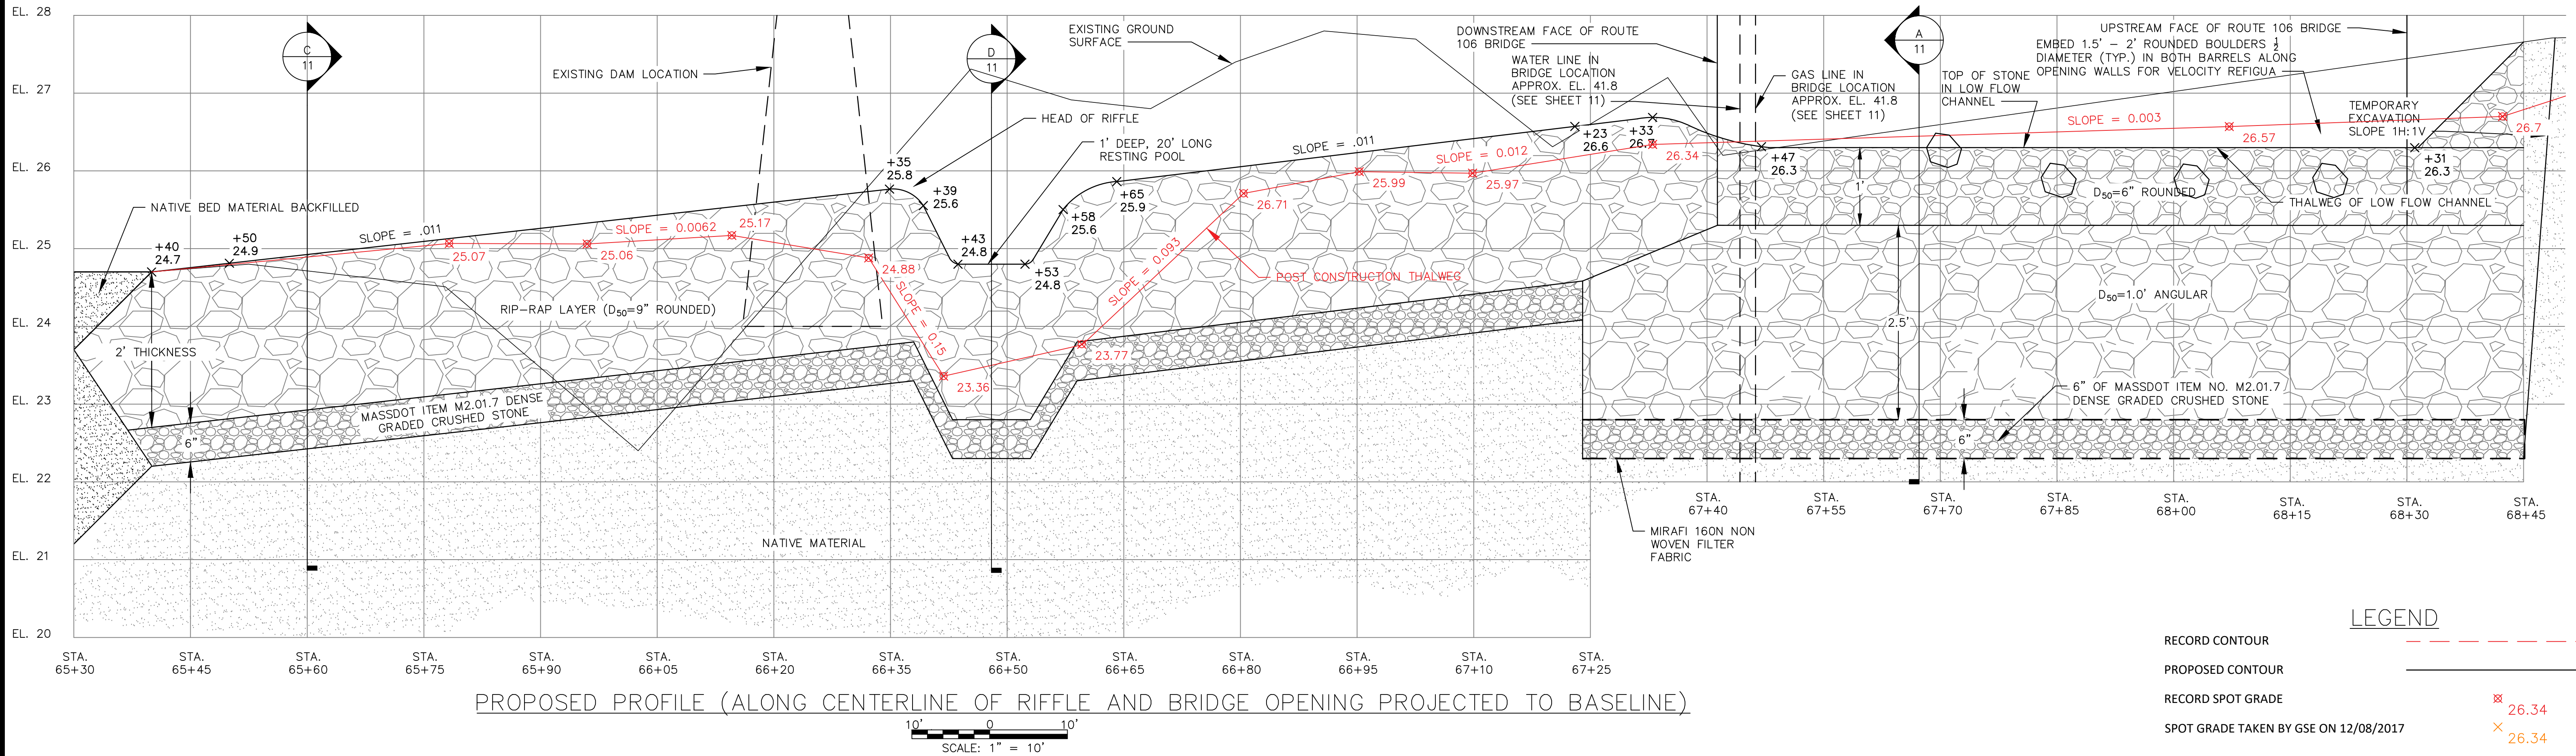 EL. 28
EL. 27
EL. 26
EL. 25
EL. 24
EL. 23
EL. 22
EL. 21
EL. 20
C
11
D
11
A
11
EXISTING DAM LOCATION
EXISTING GROUND
SURFACE
DOWNSTREAM FACE OF ROUTE
106 BRIDGE
WATER LINE IN
BRIDGE LOCATION
APPROX. EL. 41.8
(SEE SHEET 11)
GAS LINE IN
BRIDGE LOCATION
APPROX. EL. 41.8
(SEE SHEET 11)
UPSTREAM FACE OF ROUTE 106 BRIDGE
EMBED 1.5' - 2' ROUNDED BOULDERS 1/2
DIAMETER (TYP.) IN BOTH BARRELS ALONG
OPENING WALLS FOR VELOCITY REFIGUA
TOP OF STONE
IN LOW FLOW
CHANNEL
TEMPORARY
EXCAVATION
SLOPE 1H:1V
HEAD OF RIFFLE
1' DEEP, 20' LONG
RESTING POOL
NATIVE BED MATERIAL BACKFILLED
+40
24.7
+50
24.9
SLOPE = .011
25.07
25.06
SLOPE = 0.0062
25.17
+35
25.8
+39
25.6
24.88
SLOPE = 0.15
+43
24.8
+53
24.8
+58
25.6
+65
25.9
23.36
23.77
SLOPE = 0.093
POST CONSTRUCTION THALWEG
26.71
SLOPE = .011
25.99
SLOPE = 0.012
25.97
+23
26.6
+33
26.7
26.34
+47
26.3
SLOPE = 0.003
26.57
26.7
+31
26.3
1'
D50=6" ROUNDED
THALWEG OF LOW FLOW CHANNEL
D50=1.0' ANGULAR
2.5'
6" OF MASSDOT ITEM NO. M2.01.7
DENSE GRADED CRUSHED STONE
6"
RIP-RAP LAYER (D50=9" ROUNDED)
2' THICKNESS
MASSDOT ITEM M2.01.7 DENSE
GRADED CRUSHED STONE
6"
NATIVE MATERIAL
MIRAFI 160N NON
WOVEN FILTER
FABRIC
STA.
67+40
STA.
67+55
STA.
67+70
STA.
67+85
STA.
68+00
STA.
68+15
STA.
68+30
STA.
68+45
STA.
65+30
STA.
65+45
STA.
65+60
STA.
65+75
STA.
65+90
STA.
66+05
STA.
66+20
STA.
66+35
STA.
66+50
STA.
66+65
STA.
66+80
STA.
66+95
STA.
67+10
STA.
67+25
PROPOSED PROFILE (ALONG CENTERLINE OF RIFFLE AND BRIDGE OPENING PROJECTED TO BASELINE)
10' 0 10'
SCALE: 1" = 10'
LEGEND
RECORD CONTOUR
PROPOSED CONTOUR
RECORD SPOT GRADE
26.34
SPOT GRADE TAKEN BY GSE ON 12/08/2017
26.34